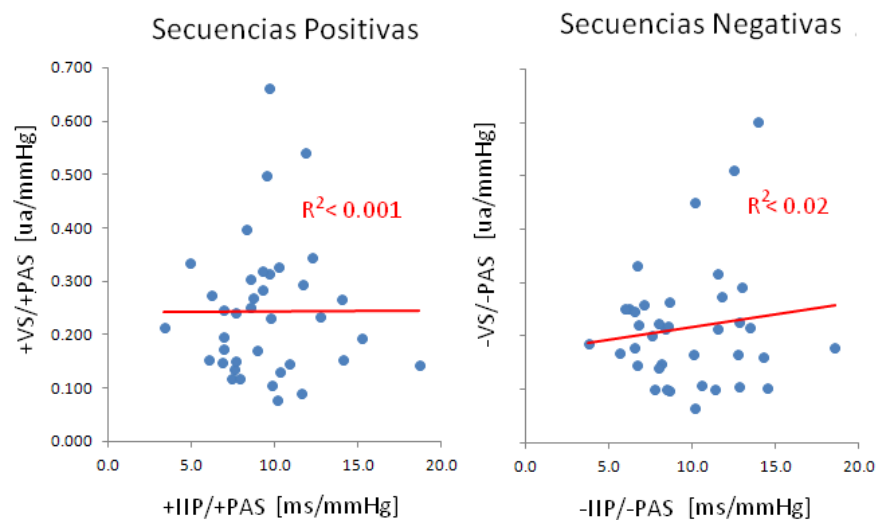 Secuencias Positivas
+VS/+PAS [ua/mmHg]
0.700
0.600
0.500
0.400
0.300
0.200
0.100
0.000
R²< 0.001
0.0 5.0 10.0 15.0 20.0
+IIP/+PAS [ms/mmHg]
Secuencias Negativas
-VS/-PAS [ua/mmHg]
R²< 0.02
0.0 5.0 10.0 15.0 20.0
-IIP/-PAS [ms/mmHg]